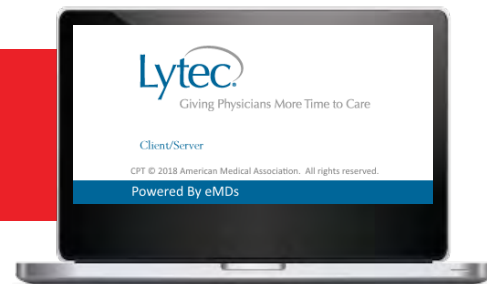 Lytec®
Giving Physicians More Time to Care
Client/Server
CPT © 2018 American Medical Association. All rights reserved.
Powered By eMDs